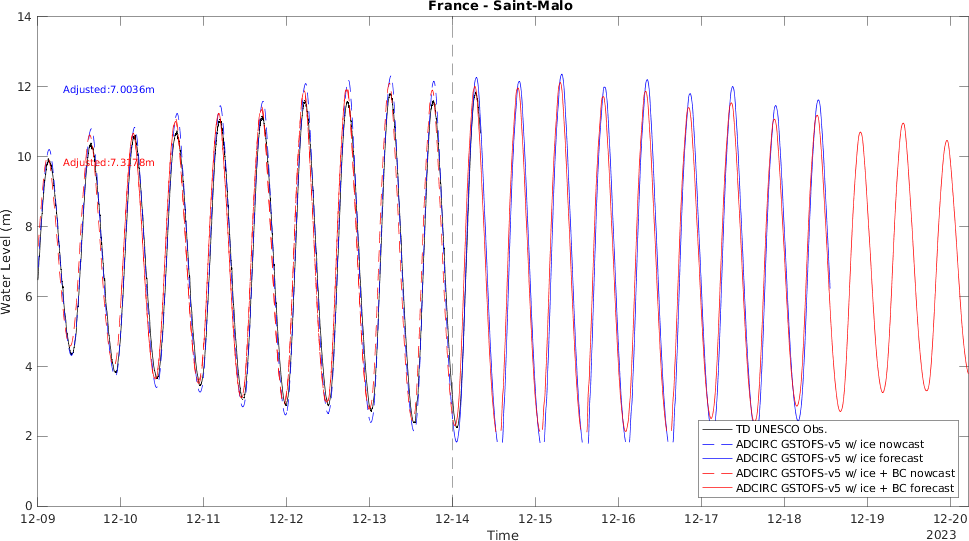 France - Saint-Malo
14
12
10
8
6
4
2
0
Water Level (m)
Adjusted:7.0036m
Adjusted:7.3178m
TD UNESCO Obs.
ADCIRC GSTOFS-v5 w/ ice nowcast
ADCIRC GSTOFS-v5 w/ ice forecast
ADCIRC GSTOFS-v5 w/ ice + BC nowcast
ADCIRC GSTOFS-v5 w/ ice + BC forecast
12-09 12-10 12-11 12-12 12-13 12-14 12-15 12-16 12-17 12-18 12-19 12-20
Time
2023